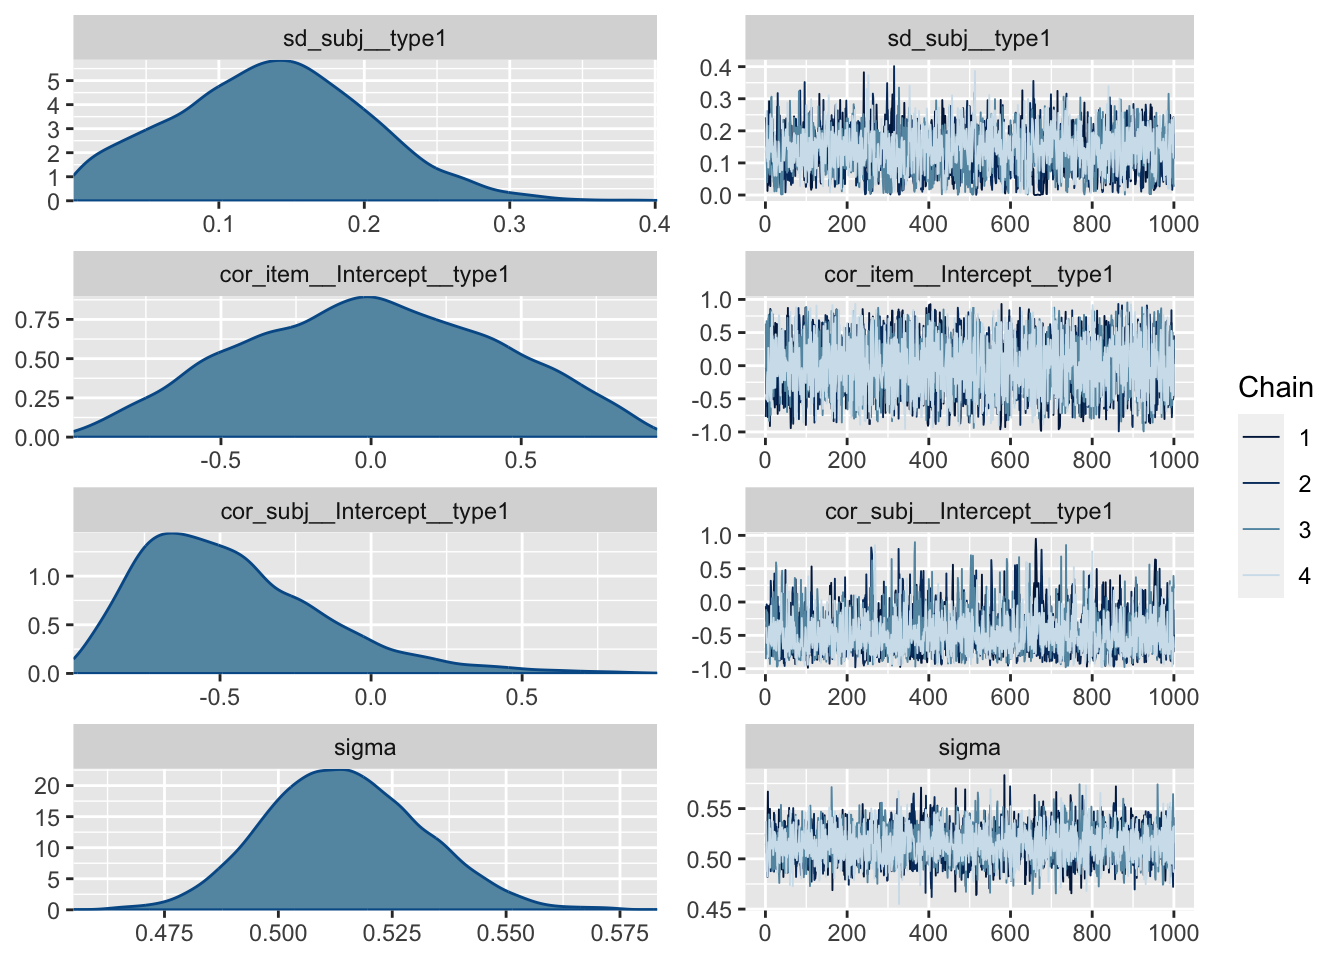 sd_subj__type1
sd_subj__type1
5
4
3
2
1
0
0.1 0.2 0.3 0.4
0.4
0.3
0.2
0.1
0.0
0 200 400 600 800 1000
cor_item__Intercept__type1
cor_item__Intercept__type1
0.75
0.50
0.25
0.00
-0.5 0.0 0.5
1.0
0.5
0.0
-0.5
-1.0
0 200 400 600 800 1000
cor_subj__Intercept__type1
cor_subj__Intercept__type1
1.0
0.5
0.0
-0.5 0.0 0.5
1.0
0.5
0.0
-0.5
-1.0
0 200 400 600 800 1000
sigma
sigma
20
15
10
5
0
0.475 0.500 0.525 0.550 0.575
0.55
0.50
0.45
0 200 400 600 800 1000
Chain
1
2
3
4